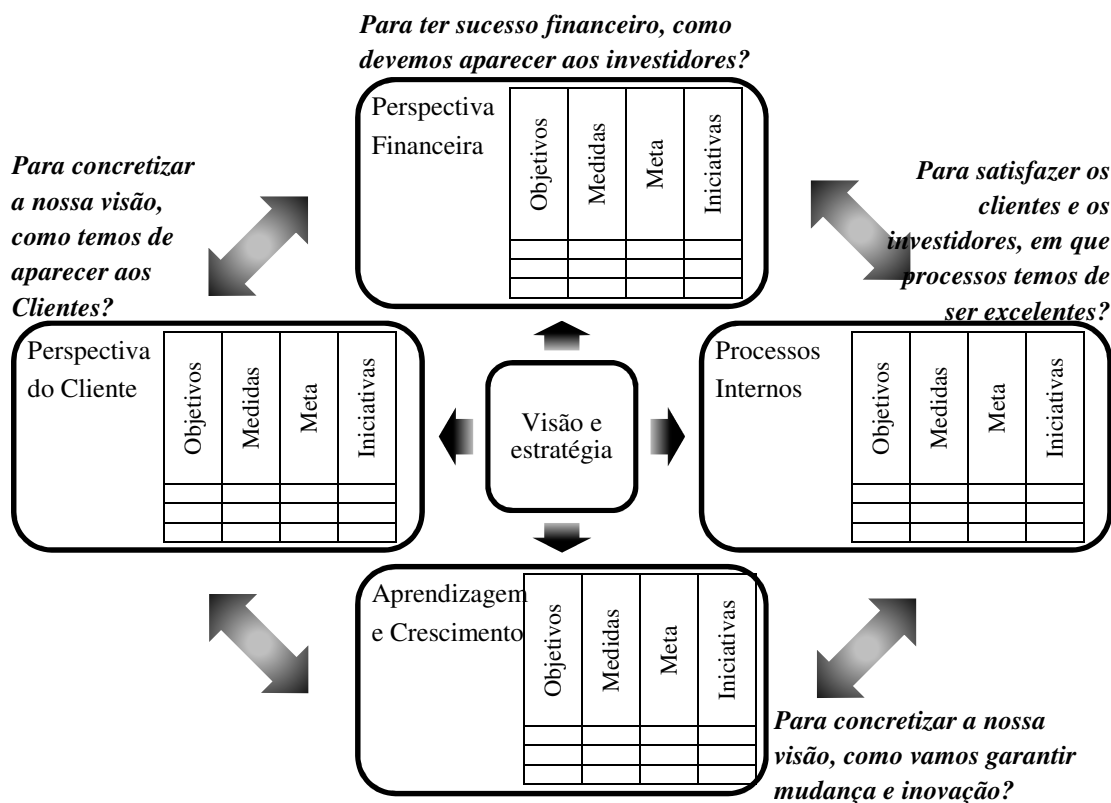 Para ter sucesso financeiro, como
devemos aparecer aos investidores?
Perspectiva
Financeira
Objetivos
Medidas
Meta
Iniciativas
Para concretizar
a nossa visão,
como temos de
aparecer aos
Clientes?
Para satisfazer os
clientes e os
investidores, em que
processos temos de
ser excelentes?
Perspectiva
do Cliente
Objetivos
Medidas
Meta
Iniciativas
Visão e
estratégia
Processos
Internos
Objetivos
Medidas
Meta
Iniciativas
Aprendizagem
e Crescimento
Objetivos
Medidas
Meta
Iniciativas
Para concretizar a nossa
visão, como vamos garantir
mudança e inovação?